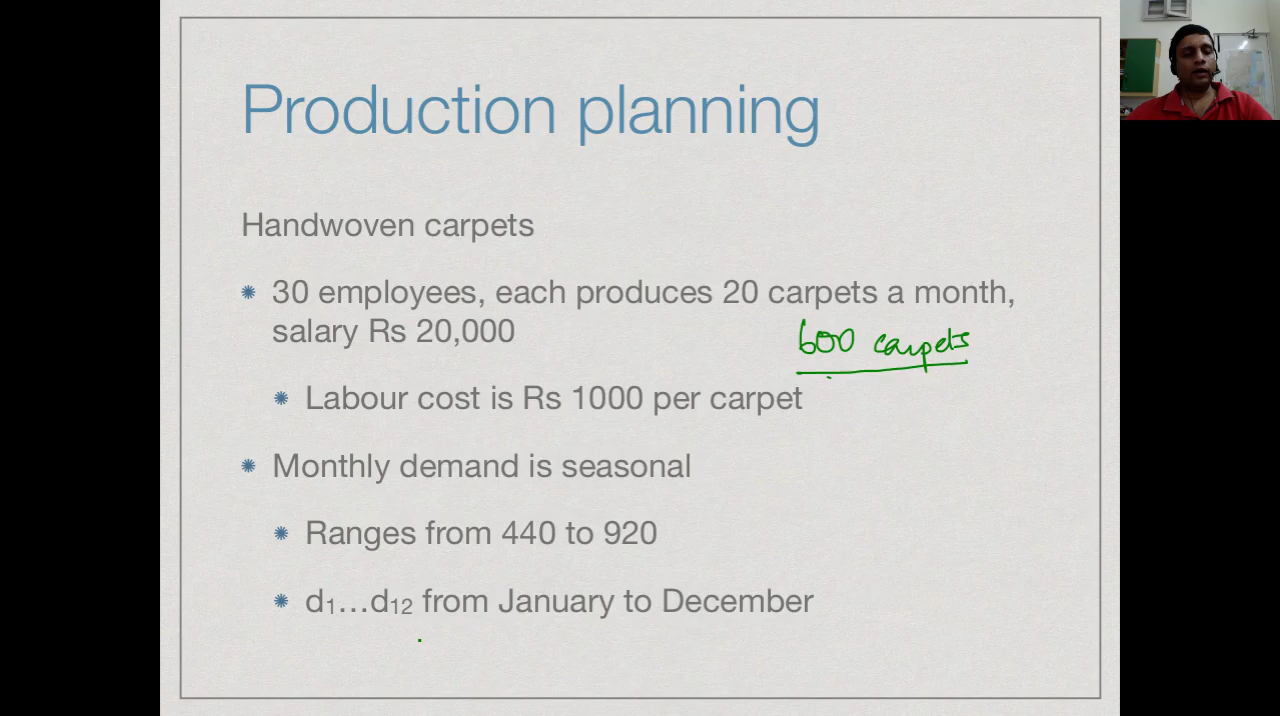 Production planning
Handwoven carpets
30 employees, each produces 20 carpets a month,
salary Rs 20,000
600 carpets
Labour cost is Rs 1000 per carpet
Monthly demand is seasonal
Ranges from 440 to 920
d1...d12 from January to December